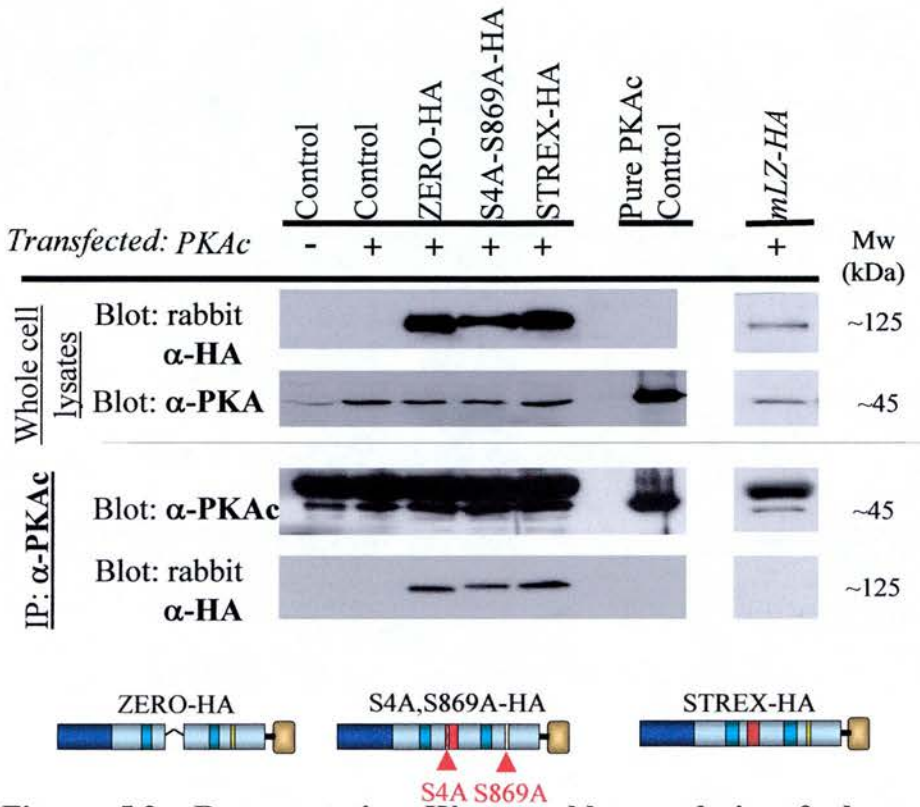 Control
Control
ZERO-HA
S4A-S869A-HA
STREX-HA
Pure PKAc
Control
mLZ-HA
Transfected: PKAc - + + + + + Mw
(kDa)
Whole cell
lysates
Blot: rabbit
α-HA
~125
Blot: α-PKA
~45
IP: α-PKAc
Blot: α-PKAc
~45
Blot: rabbit
α-HA
~125
ZERO-HA
S4A,S869A-HA
STREX-HA
S4A S869A